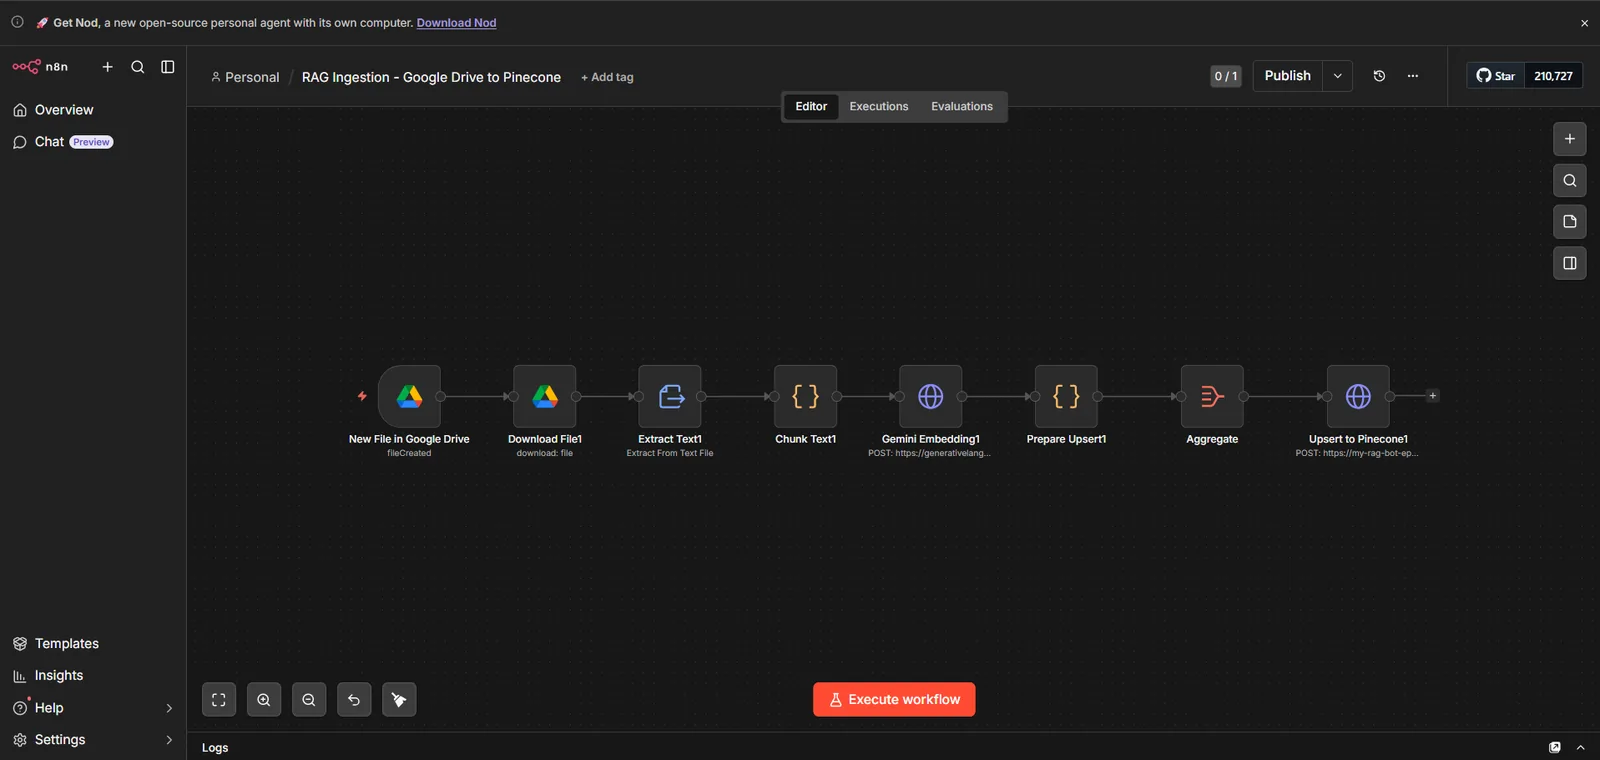 🚀 Get Nod, a new open-source personal agent with its own computer. Download Nod
n8n
Personal / RAG Ingestion - Google Drive to Pinecone + Add tag
0 / 1
Publish
Star 210,727
Editor Executions Evaluations
Overview
Chat Preview
New File in Google Drive
fileCreated
Download File1
download: file
Extract Text1
Extract From Text File
Chunk Text1
Gemini Embedding1
POST: https://generativelang...
Prepare Upsert1
Aggregate
Upsert to Pinecone1
POST: https://my-rag-bot-ep...
Templates
Insights
Help
Settings
Execute workflow
Logs